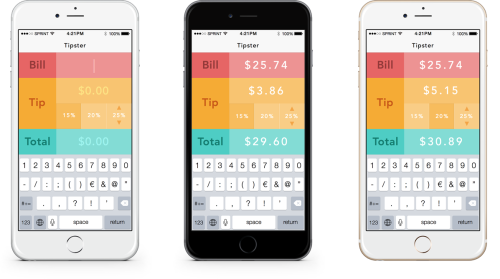 SPRINT 4:21PM 100%
Tipster
Bill
$0.00
Tip
15% 20% 25%
Total $0.00
1 2 3 4 5 6 7 8 9 0
- / : ; ( ) € & @ "
. , ? ! '
123 space return
SPRINT 4:21PM 100%
Tipster
Bill $25.74
$3.86
Tip
15% 20% 25%
Total $29.60
1 2 3 4 5 6 7 8 9 0
- / : ; ( ) € & @ "
. , ? ! '
123 space return
SPRINT 4:21PM 100%
Tipster
Bill $25.74
$5.15
Tip
15% 20% 25%
Total $30.89
1 2 3 4 5 6 7 8 9 0
- / : ; ( ) € & @ "
. , ? ! '
123 space return